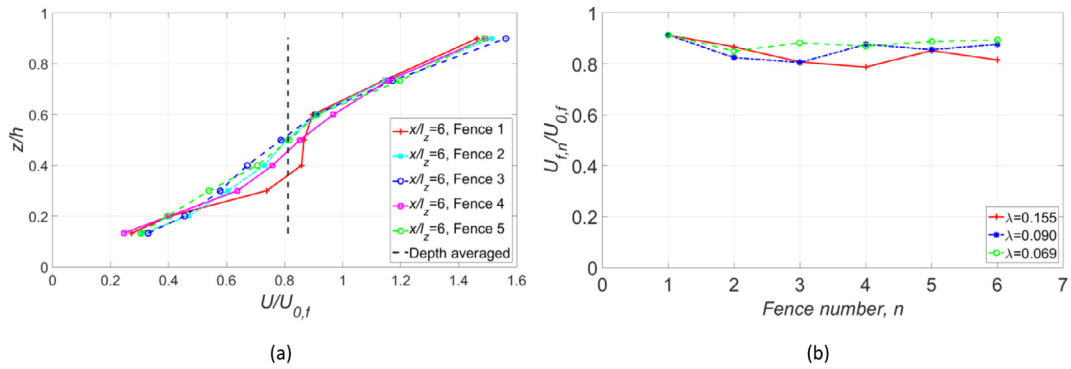 (a)
1
0.8
0.6
0.4
0.2
0
z/h
0
0.2
0.4
0.6
0.8
1
1.2
1.4
1.6
U/U0,f
x/lz=6, Fence 1
x/lz=6, Fence 2
x/lz=6, Fence 3
x/lz=6, Fence 4
x/lz=6, Fence 5
Depth averaged
(b)
1
0.8
0.6
0.4
0.2
0
Uf,n/U0,f
0
1
2
3
4
5
6
7
Fence number, n
λ=0.155
λ=0.090
λ=0.069